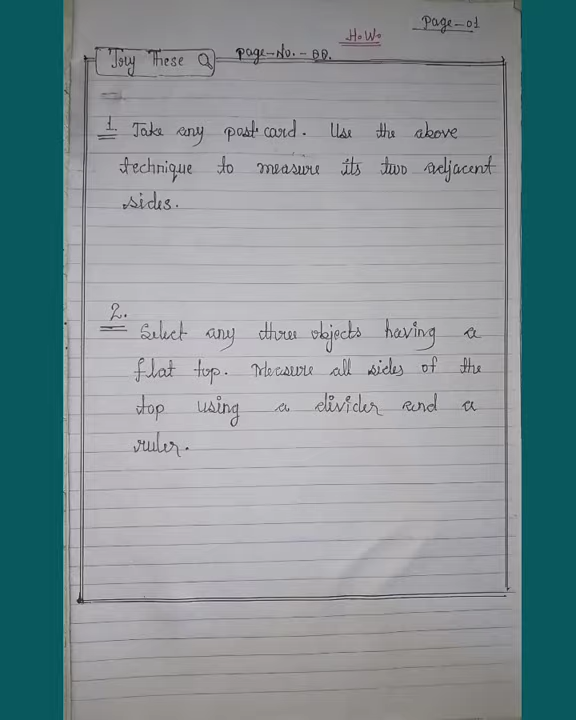 Page-01
H.W.
Try These
Page-No.-88.
1. Take any post card. Use the above
technique to measure its two adjacent
sides.
2.
Select any three objects having a
flat top. Measure all sides of the
top using a divider and a
ruler.